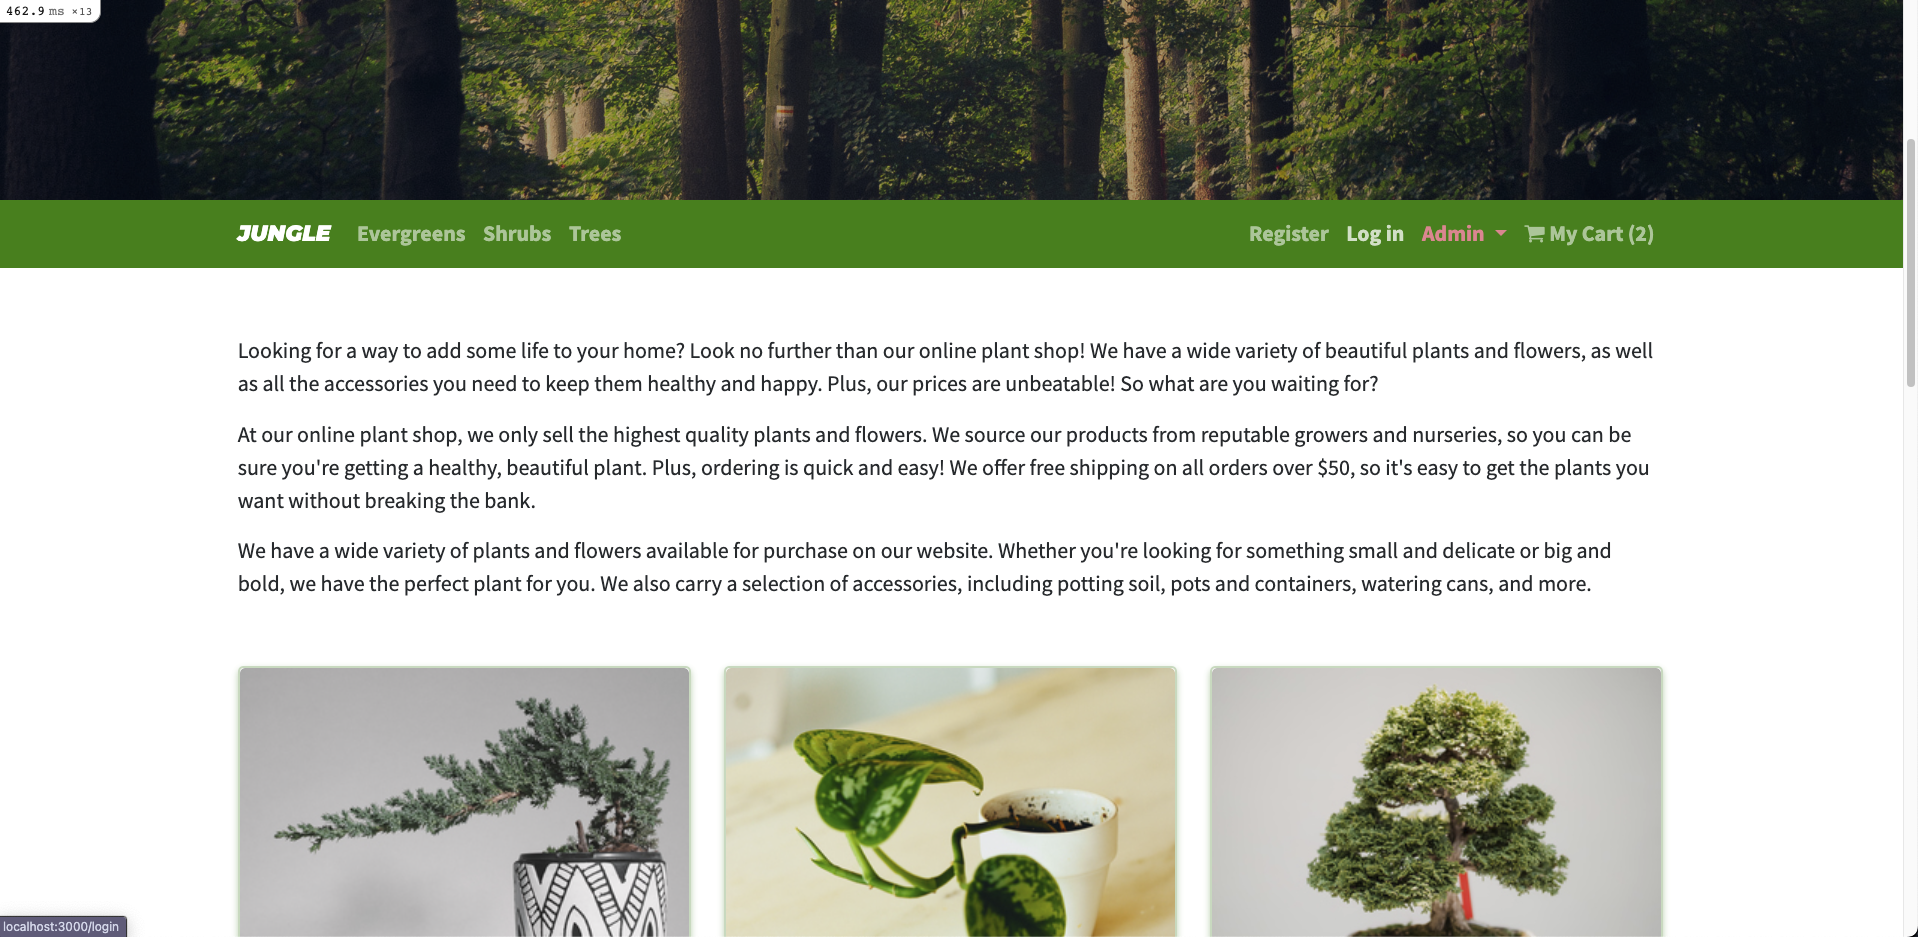 462.9 ms ×13
JUNGLE Evergreens Shrubs Trees Register Log in Admin My Cart (2)
Looking for a way to add some life to your home? Look no further than our online plant shop! We have a wide variety of beautiful plants and flowers, as well
as all the accessories you need to keep them healthy and happy. Plus, our prices are unbeatable! So what are you waiting for?
At our online plant shop, we only sell the highest quality plants and flowers. We source our products from reputable growers and nurseries, so you can be
sure you're getting a healthy, beautiful plant. Plus, ordering is quick and easy! We offer free shipping on all orders over $50, so it's easy to get the plants you
want without breaking the bank.
We have a wide variety of plants and flowers available for purchase on our website. Whether you're looking for something small and delicate or big and
bold, we have the perfect plant for you. We also carry a selection of accessories, including potting soil, pots and containers, watering cans, and more.
localhost:3000/login